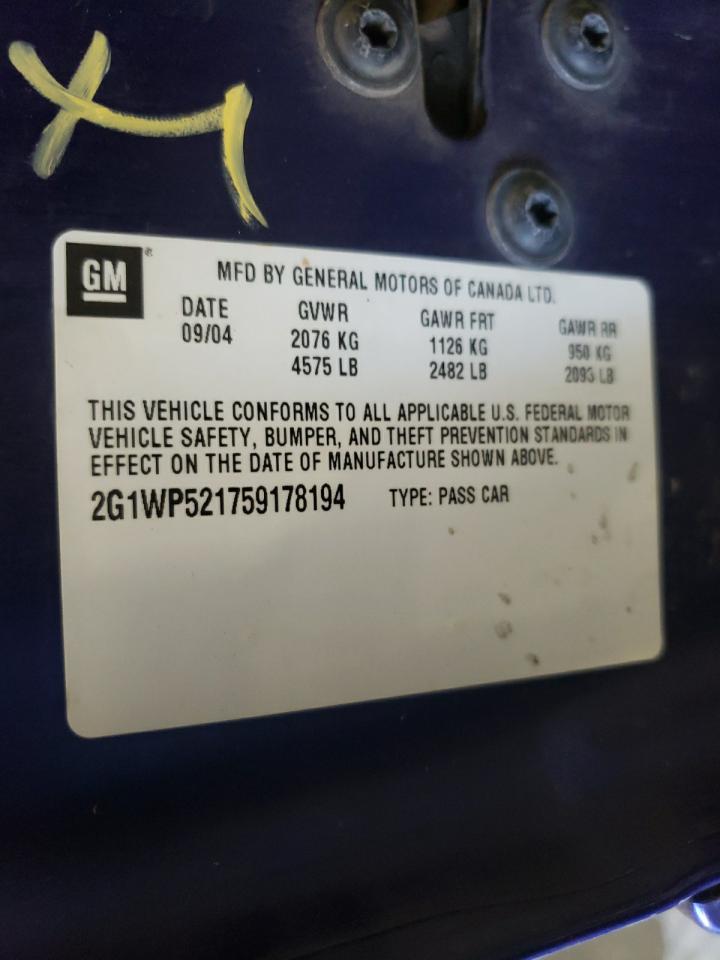 GM®
MFD BY GENERAL MOTORS OF CANADA LTD.
DATE GVWR GAWR FRT GAWR RR
09/04 2076 KG 1126 KG 950 KG
4575 LB 2482 LB 2093 LB
THIS VEHICLE CONFORMS TO ALL APPLICABLE U.S. FEDERAL MOTOR
VEHICLE SAFETY, BUMPER, AND THEFT PREVENTION STANDARDS IN
EFFECT ON THE DATE OF MANUFACTURE SHOWN ABOVE.
2G1WP521759178194 TYPE: PASS CAR